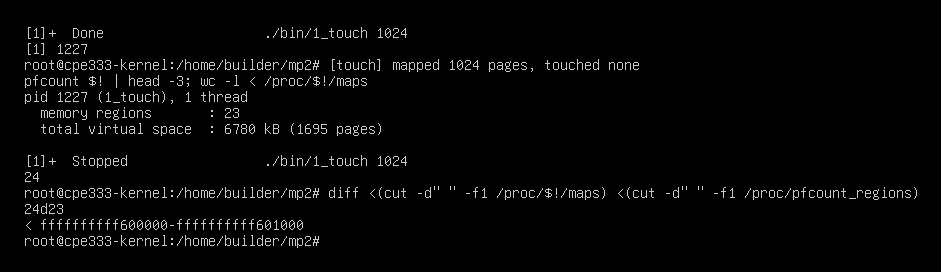 [1]+  Done                    ./bin/1_touch 1024
[1] 1227
root@cpe333-kernel:/home/builder/mp2# [touch] mapped 1024 pages, touched none
pfcount $! | head -3; wc -l < /proc/$!/maps
pid 1227 (1_touch), 1 thread
  memory regions       : 23
  total virtual space  : 6780 kB (1695 pages)

[1]+  Stopped                 ./bin/1_touch 1024
24
root@cpe333-kernel:/home/builder/mp2# diff <(cut -d" " -f1 /proc/$!/maps) <(cut -d" " -f1 /proc/pfcount_regions)
24d23
< ffffffffff600000-ffffffffff601000
root@cpe333-kernel:/home/builder/mp2#